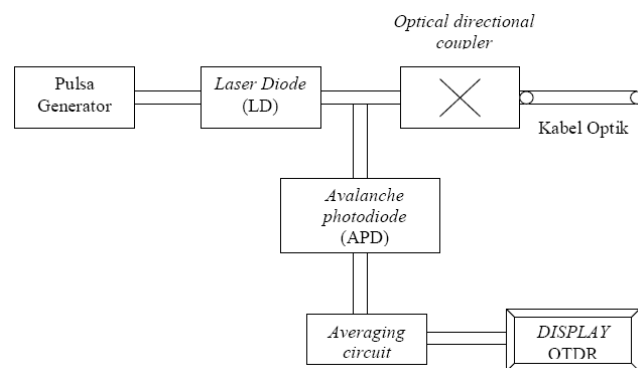 Optical directional
coupler
Pulsa
Generator
Laser Diode
(LD)
Kabel Optik
Avalanche
photodiode
(APD)
Averaging
circuit
DISPLAY
OTDR